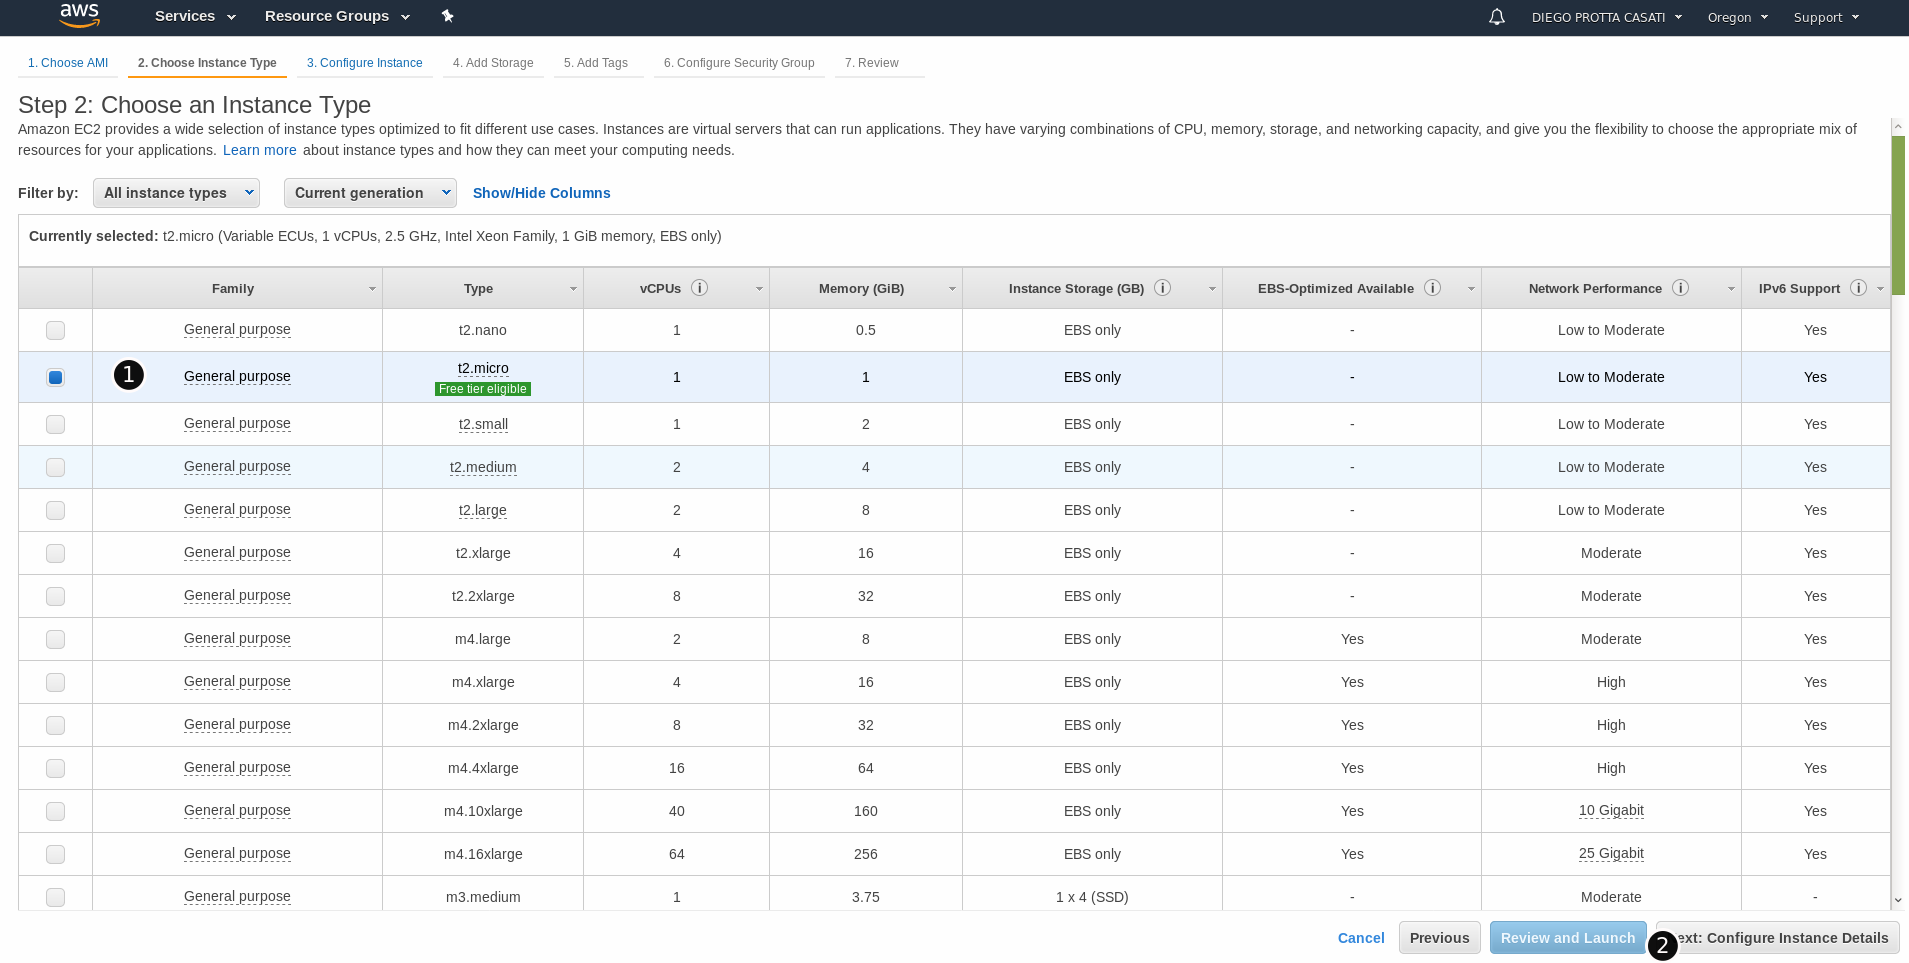 aws Services Resource Groups DIEGO PROTTA CASATI Oregon Support
1. Choose AMI 2. Choose Instance Type 3. Configure Instance 4. Add Storage 5. Add Tags 6. Configure Security Group 7. Review
Step 2: Choose an Instance Type
Amazon EC2 provides a wide selection of instance types optimized to fit different use cases. Instances are virtual servers that can run applications. They have varying combinations of CPU, memory, storage, and networking capacity, and give you the flexibility to choose the appropriate mix of
resources for your applications. Learn more about instance types and how they can meet your computing needs.
Filter by: All instance types Current generation Show/Hide Columns
Currently selected: t2.micro (Variable ECUs, 1 vCPUs, 2.5 GHz, Intel Xeon Family, 1 GiB memory, EBS only)
Family Type vCPUs i Memory (GiB) Instance Storage (GB) i EBS-Optimized Available i Network Performance i IPv6 Support i
General purpose t2.nano 1 0.5 EBS only - Low to Moderate Yes
1 General purpose t2.micro 1 1 EBS only - Low to Moderate Yes
Free tier eligible
General purpose t2.small 1 2 EBS only - Low to Moderate Yes
General purpose t2.medium 2 4 EBS only - Low to Moderate Yes
General purpose t2.large 2 8 EBS only - Low to Moderate Yes
General purpose t2.xlarge 4 16 EBS only - Moderate Yes
General purpose t2.2xlarge 8 32 EBS only - Moderate Yes
General purpose m4.large 2 8 EBS only Yes Moderate Yes
General purpose m4.xlarge 4 16 EBS only Yes High Yes
General purpose m4.2xlarge 8 32 EBS only Yes High Yes
General purpose m4.4xlarge 16 64 EBS only Yes High Yes
General purpose m4.10xlarge 40 160 EBS only Yes 10 Gigabit Yes
General purpose m4.16xlarge 64 256 EBS only Yes 25 Gigabit Yes
General purpose m3.medium 1 3.75 1 x 4 (SSD) - Moderate -
Cancel Previous Review and Launch 2 ext: Configure Instance Details